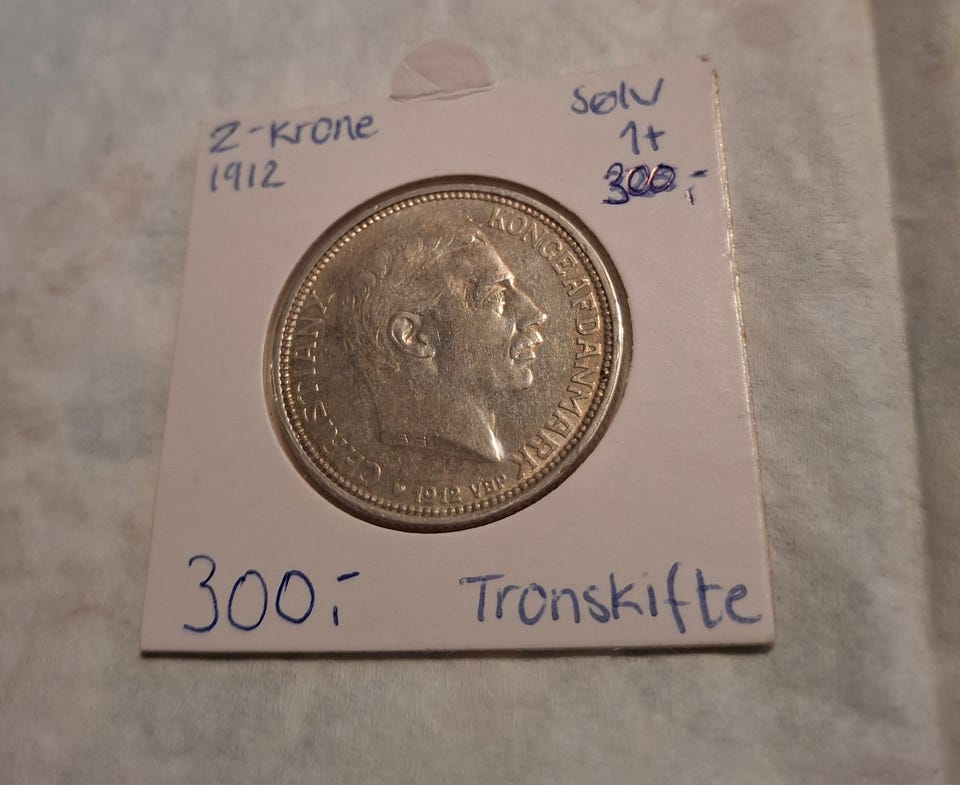 2-krone
1912
Sølv
1+
300,-
CHRISTIAN X
KONGE AF DANMARK
♥ 1912 VBP
300,-
Tronskifte